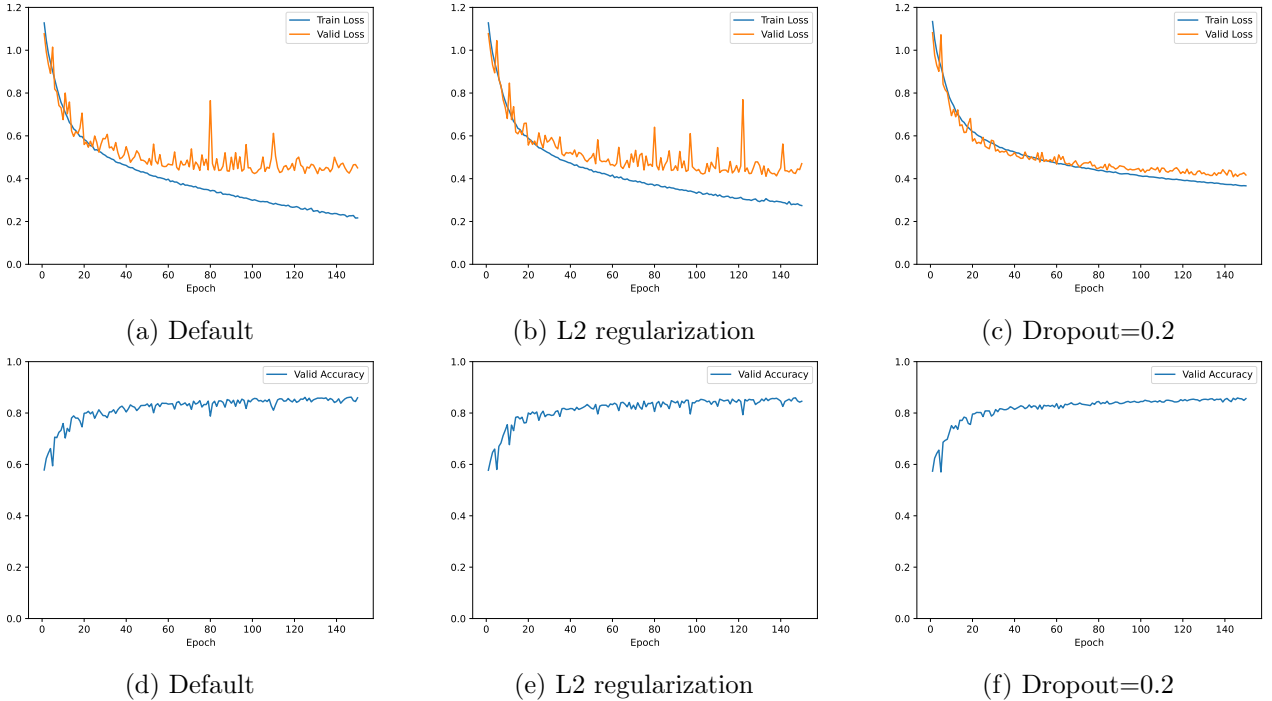 1.2
1.0
0.8
0.6
0.4
0.2
0.0
Train Loss
Valid Loss
0 20 40 60 80 100 120 140
Epoch
(a) Default
1.2
1.0
0.8
0.6
0.4
0.2
0.0
Train Loss
Valid Loss
0 20 40 60 80 100 120 140
Epoch
(b) L2 regularization
1.2
1.0
0.8
0.6
0.4
0.2
0.0
Train Loss
Valid Loss
0 20 40 60 80 100 120 140
Epoch
(c) Dropout=0.2
1.0
0.8
0.6
0.4
0.2
0.0
Valid Accuracy
0 20 40 60 80 100 120 140
Epoch
(d) Default
1.0
0.8
0.6
0.4
0.2
0.0
Valid Accuracy
0 20 40 60 80 100 120 140
Epoch
(e) L2 regularization
1.0
0.8
0.6
0.4
0.2
0.0
Valid Accuracy
0 20 40 60 80 100 120 140
Epoch
(f) Dropout=0.2